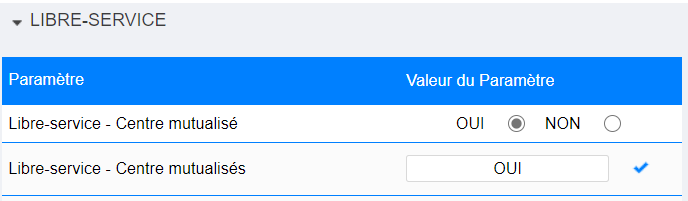 LIBRE-SERVICE
Paramètre Valeur du Paramètre
Libre-service - Centre mutualisé OUI NON
Libre-service - Centre mutualisés OUI